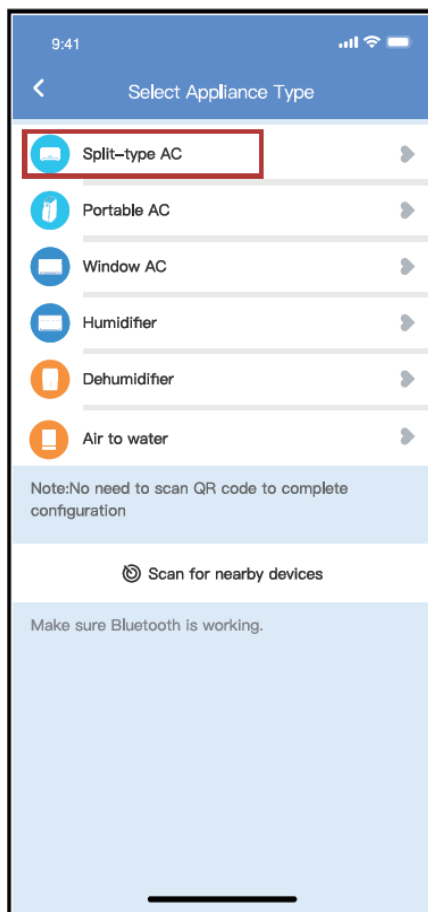 9:41
Select Appliance Type
Split-type AC
Portable AC
Window AC
Humidifier
Dehumidifier
Air to water
Note:No need to scan QR code to complete
configuration
Scan for nearby devices
Make sure Bluetooth is working.